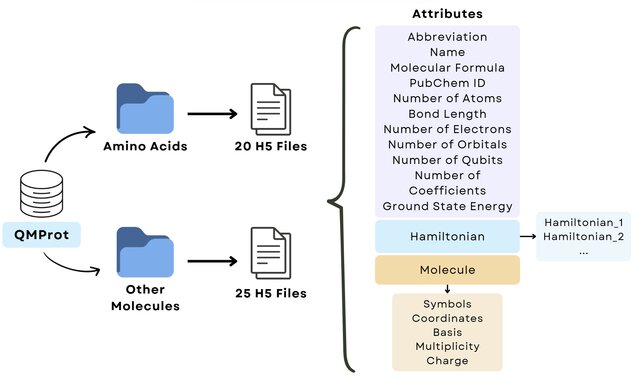 QMProt
Amino Acids
20 H5 Files
Other
Molecules
25 H5 Files
Attributes
Abbreviation
Name
Molecular Formula
PubChem ID
Number of Atoms
Bond Length
Number of Electrons
Number of Orbitals
Number of Qubits
Number of
Coefficients
Ground State Energy
Hamiltonian
Hamiltonian_1
Hamiltonian_2
...
Molecule
Symbols
Coordinates
Basis
Multiplicity
Charge